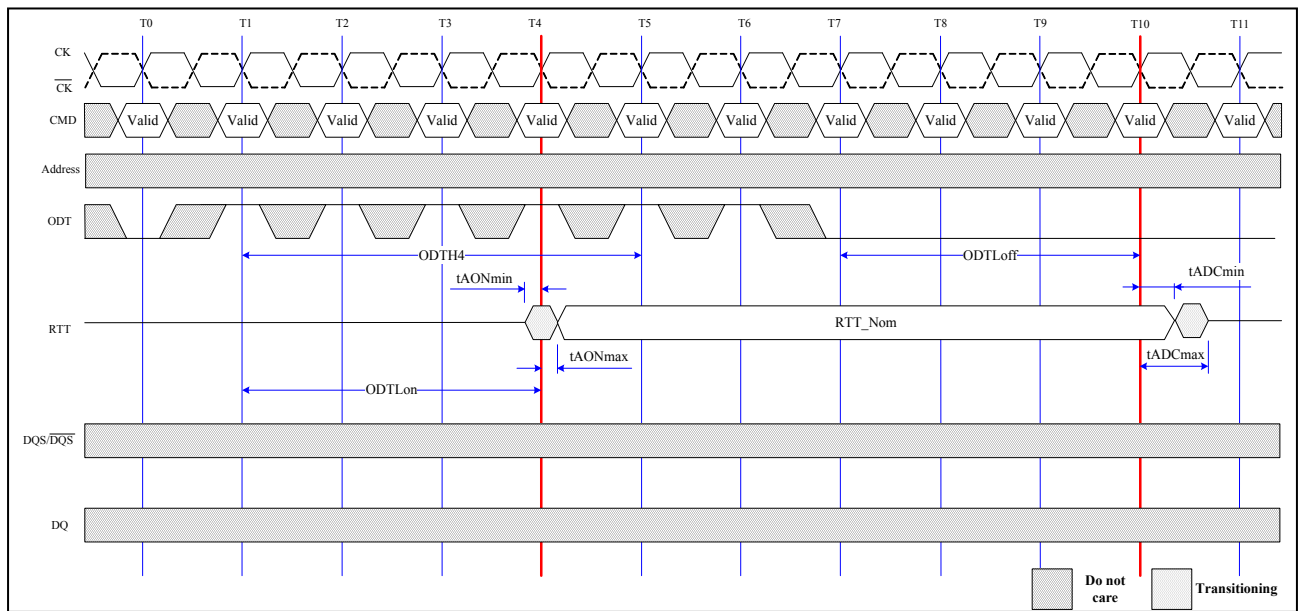 T0 T1 T2 T3 T4 T5 T6 T7 T8 T9 T10 T11
CK
CK
CMD Valid Valid Valid Valid Valid Valid Valid Valid Valid Valid Valid Valid
Address
ODT
ODTH4 ODTLoff
tAONmin tADCmin
RTT RTT_Nom
tAONmax tADCmax
ODTLon
DQS/DQS
DQ
Do not care
Transitioning